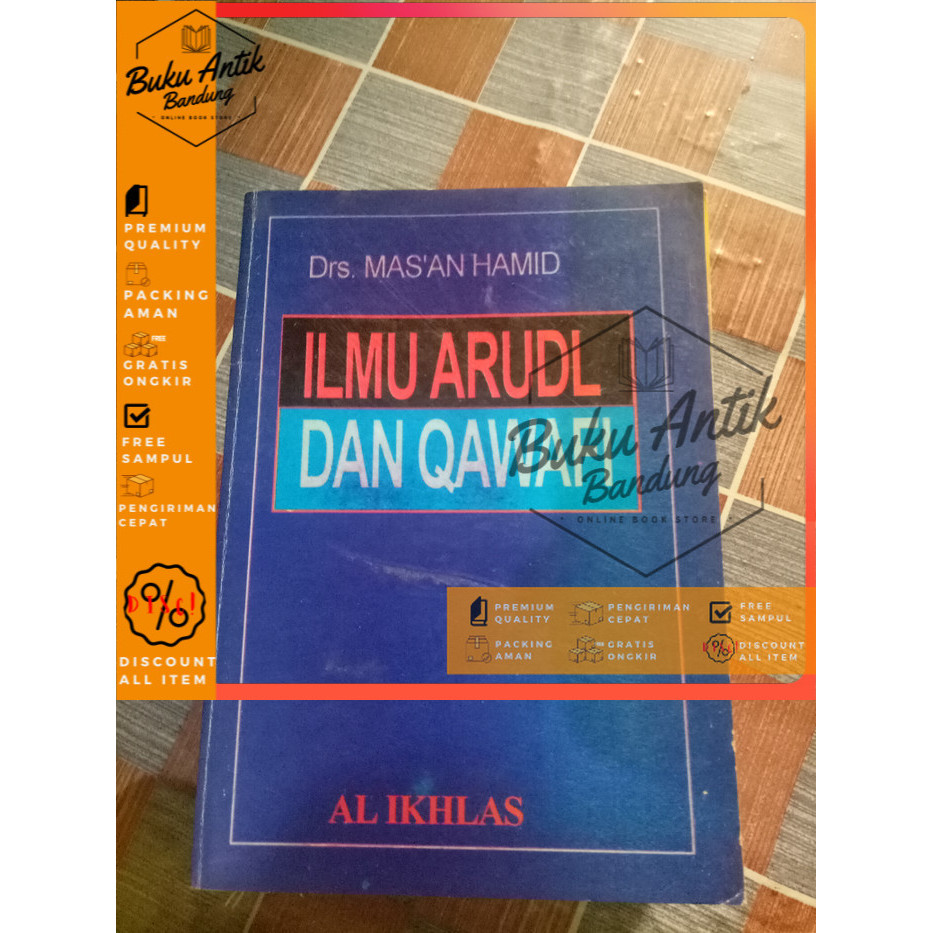 Buku Antik
Bandung
ONLINE BOOK STORE
PREMIUM
QUALITY
PACKING
AMAN
FREE
GRATIS
ONGKIR
FREE
SAMPUL
PENGIRIMAN
CEPAT
DISC!
%
DISCOUNT
ALL ITEM
Drs. MAS'AN HAMID
ILMU ARUDL
DAN QAWAFI
Buku Antik
Bandung
ONLINE BOOK STORE
PREMIUM
QUALITY
PENGIRIMAN
CEPAT
FREE
SAMPUL
PACKING
AMAN
GRATIS
ONGKIR
%
DISCOUNT
ALL ITEM
AL IKHLAS